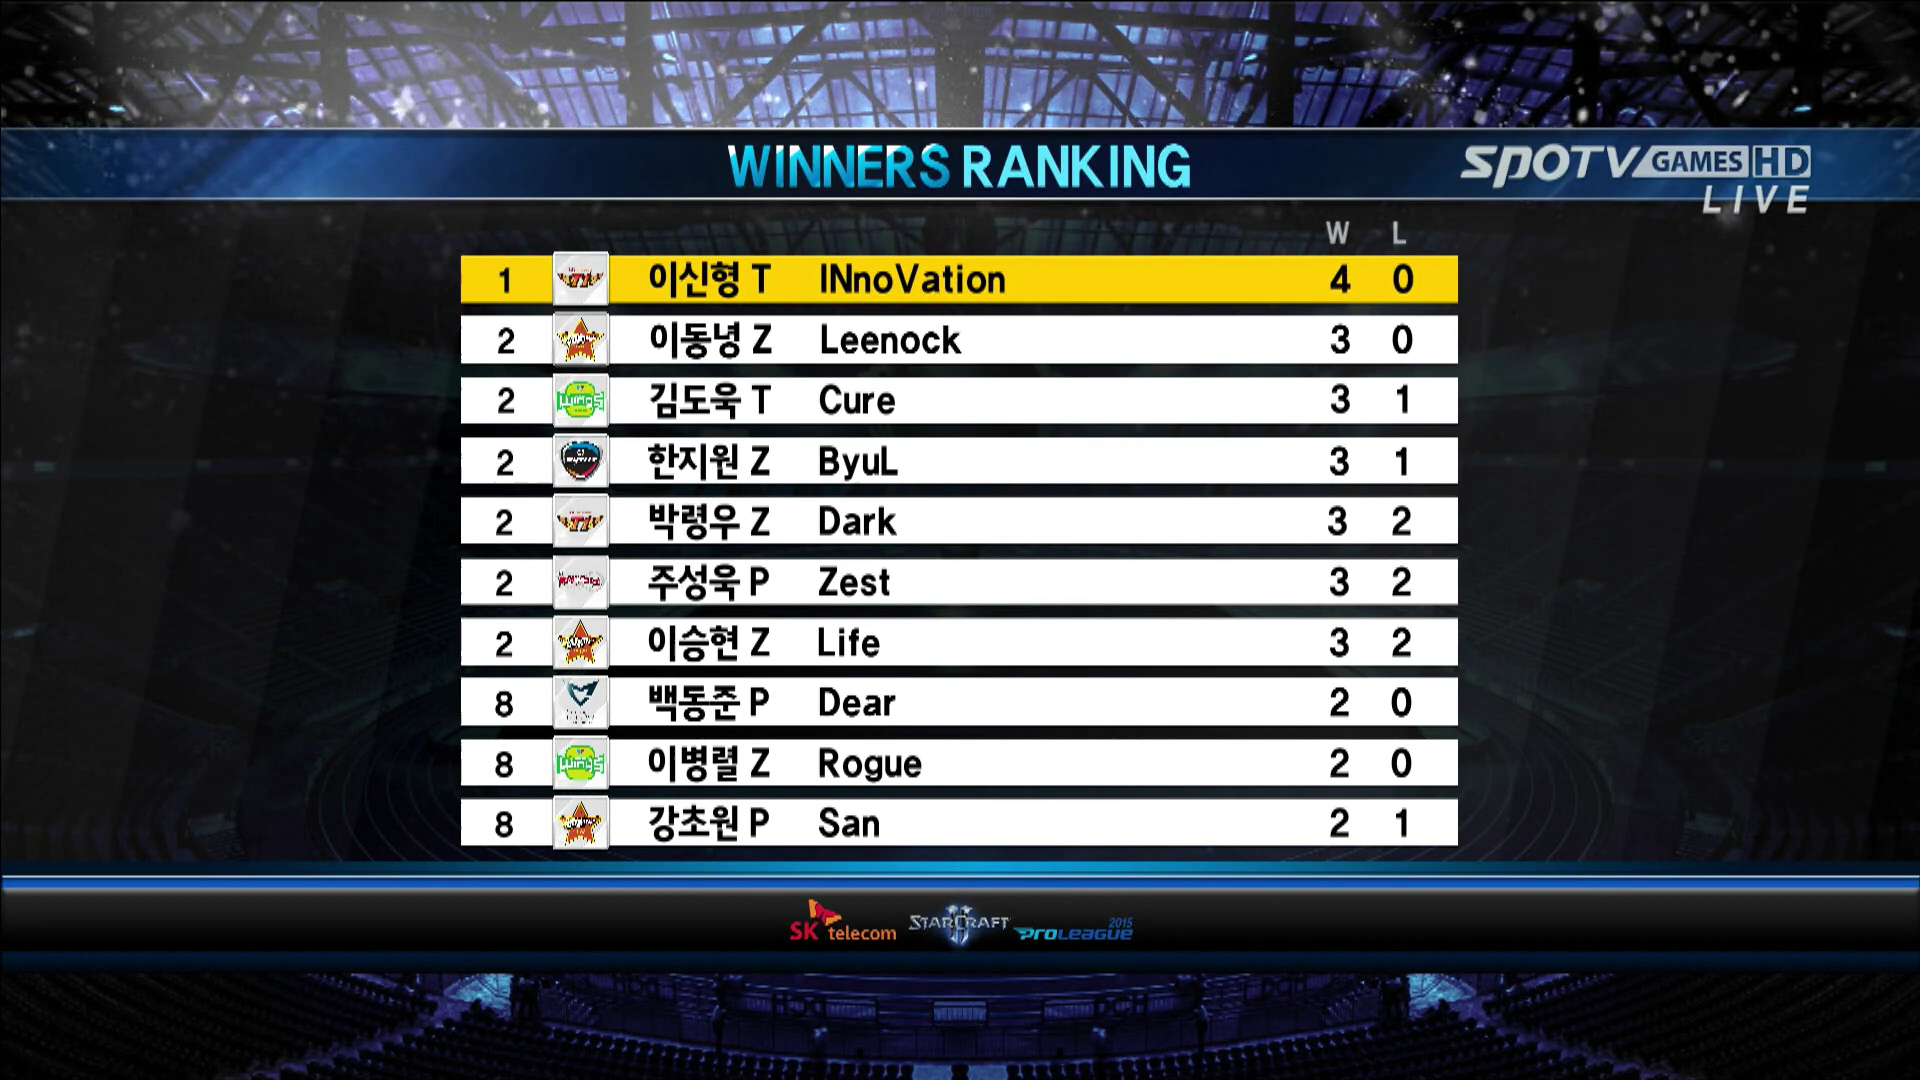 WINNERS RANKING
SPOTV GAMES HD
LIVE
W L
1 이신형 T INnoVation 4 0
2 이동녕 Z Leenock 3 0
2 김도욱 T Cure 3 1
2 한지원 Z ByuL 3 1
2 박령우 Z Dark 3 2
2 주성욱 P Zest 3 2
2 이승현 Z Life 3 2
8 백동준 P Dear 2 0
8 이병렬 Z Rogue 2 0
8 강초원 P San 2 1
SK telecom STARCRAFT II PROLEAGUE 2015